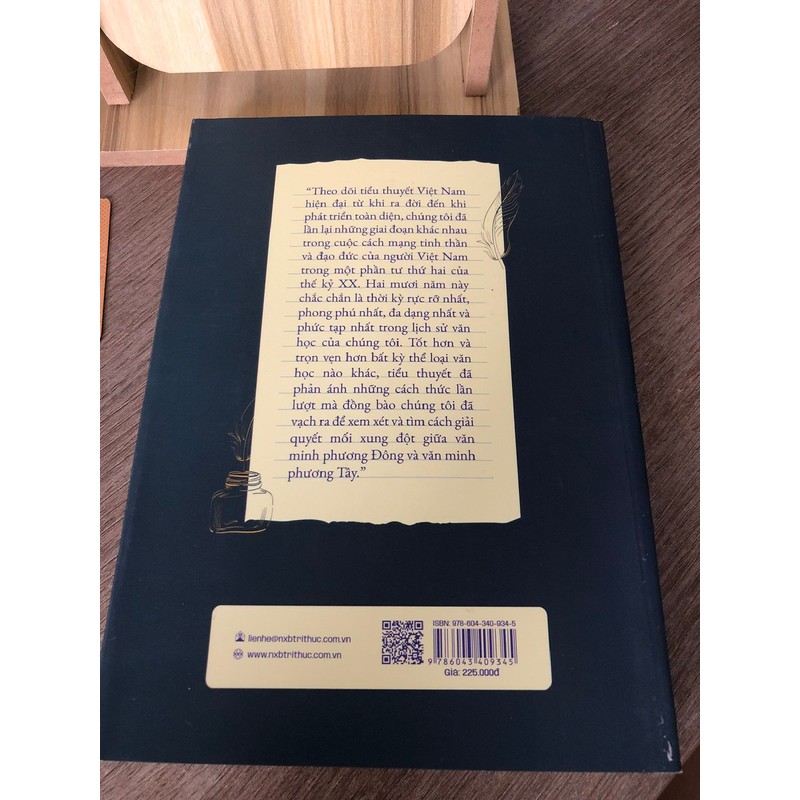 “Theo dõi tiểu thuyết Việt Nam
hiện đại từ khi ra đời đến khi
phát triển toàn diện, chúng tôi đã
lần lại những giai đoạn khác nhau
trong cuộc cách mạng tinh thần
và đạo đức của người Việt Nam
trong một phần tư thứ hai của
thế kỷ XX. Hai mươi năm này
chắc chắn là thời kỳ rực rỡ nhất,
phong phú nhất, đa dạng nhất và
phức tạp nhất trong lịch sử văn
học của chúng tôi. Tốt hơn và
trọn vẹn hơn bất kỳ thể loại văn
học nào khác, tiểu thuyết đã
phản ánh những cách thức lần
lượt mà đồng bào chúng tôi đã
vạch ra để xem xét và tìm cách giải
quyết mối xung đột giữa văn
minh phương Đông và văn minh
phương Tây.”
lienhe@nxbtrithuc.com.vn
www.nxbtrithuc.com.vn
ISBN: 978-604-340-934-5
9 786043 409345
Giá: 225.000đ